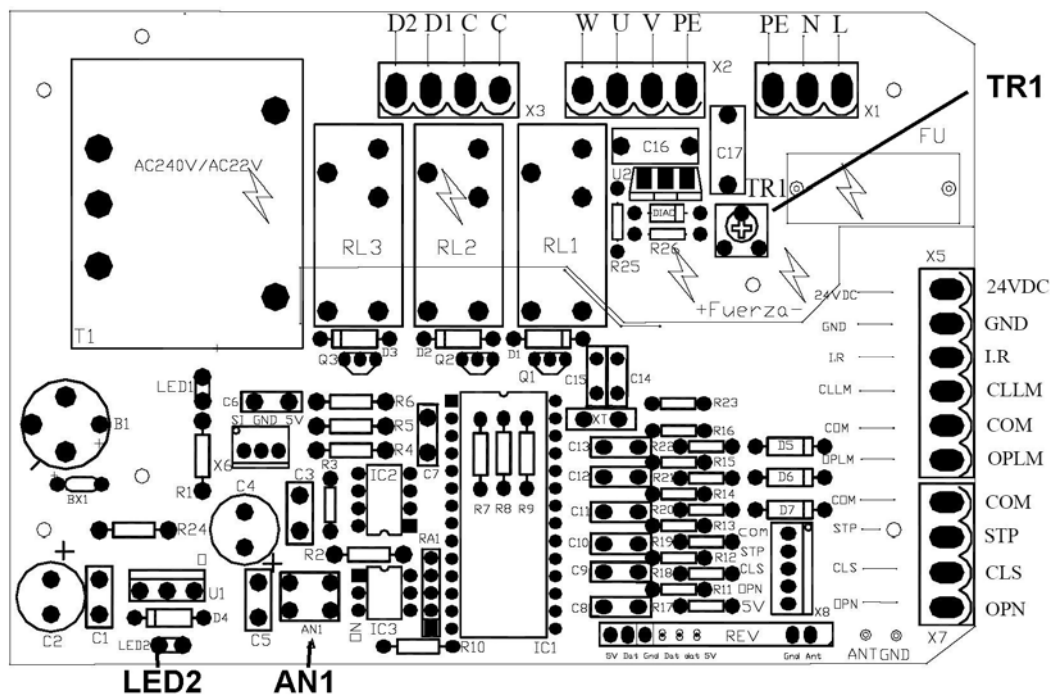 D2 D1 C C
W U V PE
PE N L
X3
X2
X1
TR1
FU
C16
C17
U2
TR1
DIAC
R26
R25
AC240V/AC22V
T1
RL3
RL2
RL1
+Fuerza-
X5
24VDC 24VDC
GND GND
I.R I.R
CLLM CLLM
COM COM
OPLM OPLM
COM COM
STP STP
CLS CLS
OPN OPN
X7
Q3
D3
D2
Q2
D1
Q1
C15
C14
XT
LED1
C6
S1 GND 5V
X6
R6
R5
R4
C7
B1
BX1
R1
R24
C4
C3
R3
IC2
R2
RA1
R7 R8 R9
R23
R16
C13
R22
R15
C12
R21
R14
C11
R20
R13
C10
R19
R12
C9
R18
R11
C8
R17
5V
D5
D6
D7
COM
STP
CLS
OPN
X8
C2
C1
U1
D4
LED2
C5
AN1
ON
IC3
R10
IC1
REV
5V Dat Gnd Dat dat 5V
Gnd Ant
ANT GND
LED2
AN1